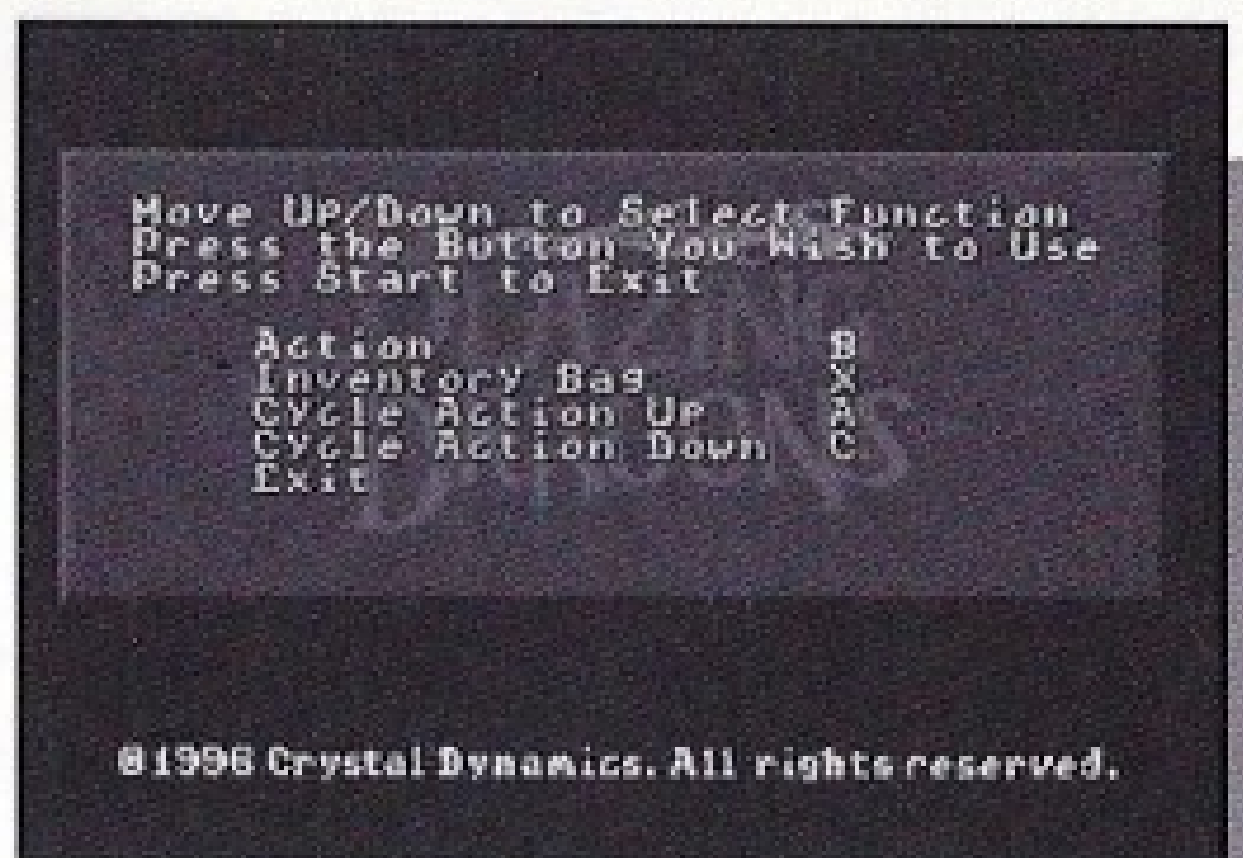 Move Up/Down to Select Function
Press the Button You Wish to Use
Press Start to Exit
Action B
Inventory Bag X
Cycle Action Up A
Cycle Action Down C
Exit
©1996 Crystal Dynamics. All rights reserved.